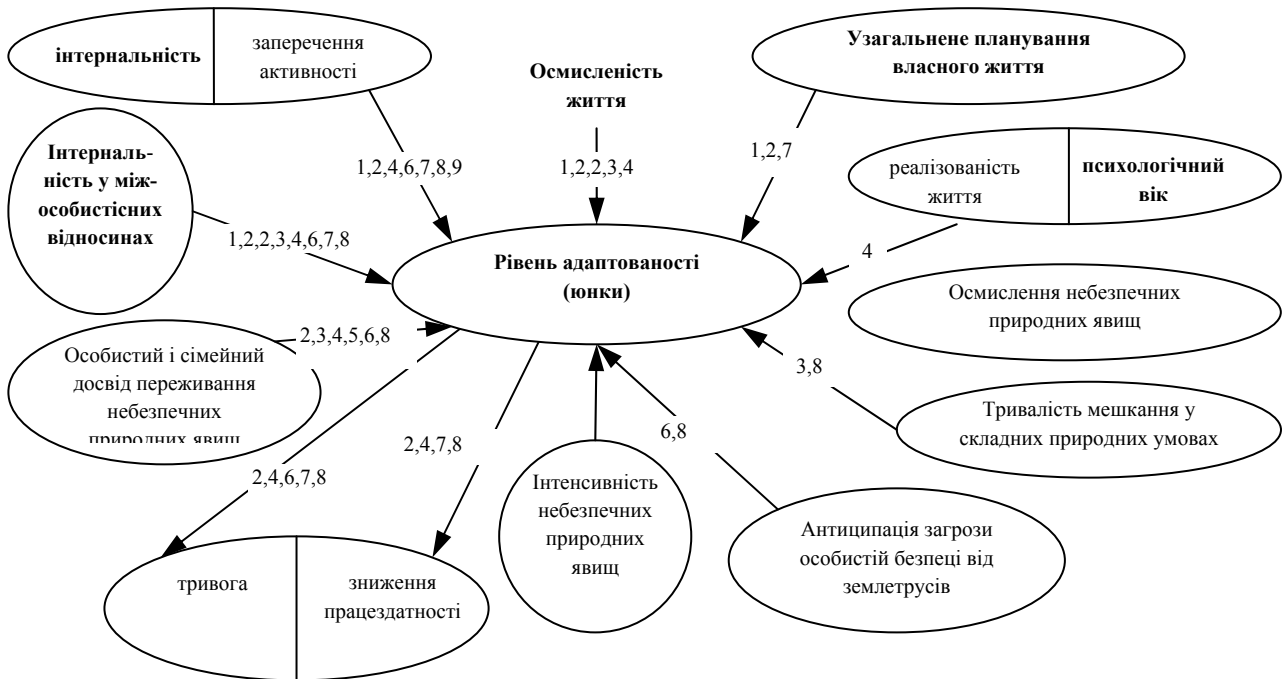 інтернальність
заперечення
активності
Осмисленість
життя
Узагальнене планування
власного життя
Інтерналь-
ність у між-
особистісних
відносинах
1,2,4,6,7,8,9
1,2,2,3,4
1,2,7
реалізованість
життя
психологічний
вік
1,2,2,3,4,6,7,8
Рівень адаптованості
(юнки)
4
Осмислення небезпечних
природних явищ
2,3,4,5,6,8
Особистий і сімейний
досвід переживання
небезпечних
природних явищ
3,8
Тривалість мешкання у
складних природних умовах
2,4,7,8
6,8
2,4,6,7,8
Інтенсивність
небезпечних
природних
явищ
Антиципація загрози
особистій безпеці від
землетрусів
тривога
зниження
працездатності